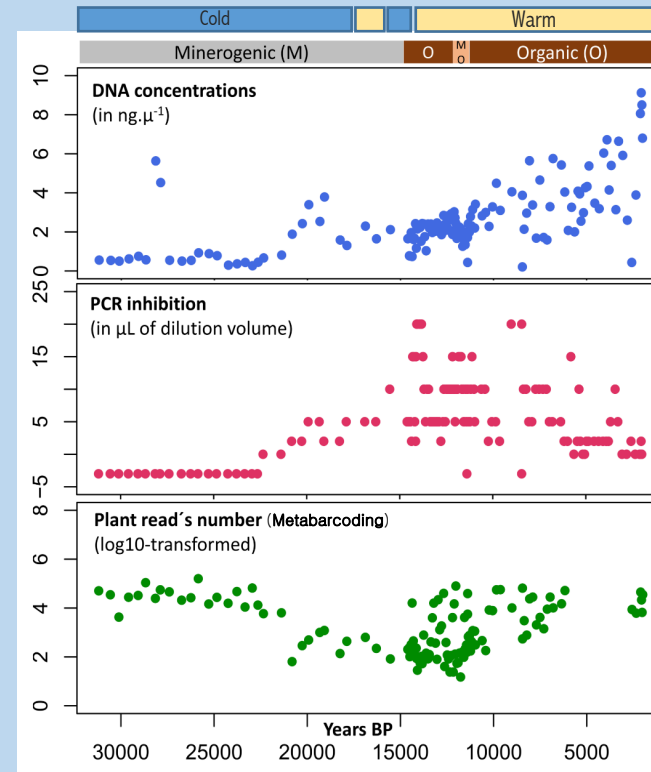 Cold Warm
Minerogenic (M) O M O Organic (O)
DNA concentrations
(in ng.µ⁻¹)
10
8
6
4
2
0
PCR inhibition
(in µL of dilution volume)
25
15
5
−5
Plant read´s number (Metabarcoding)
(log10-transformed)
8
6
4
2
0
Years BP
30000 25000 20000 15000 10000 5000